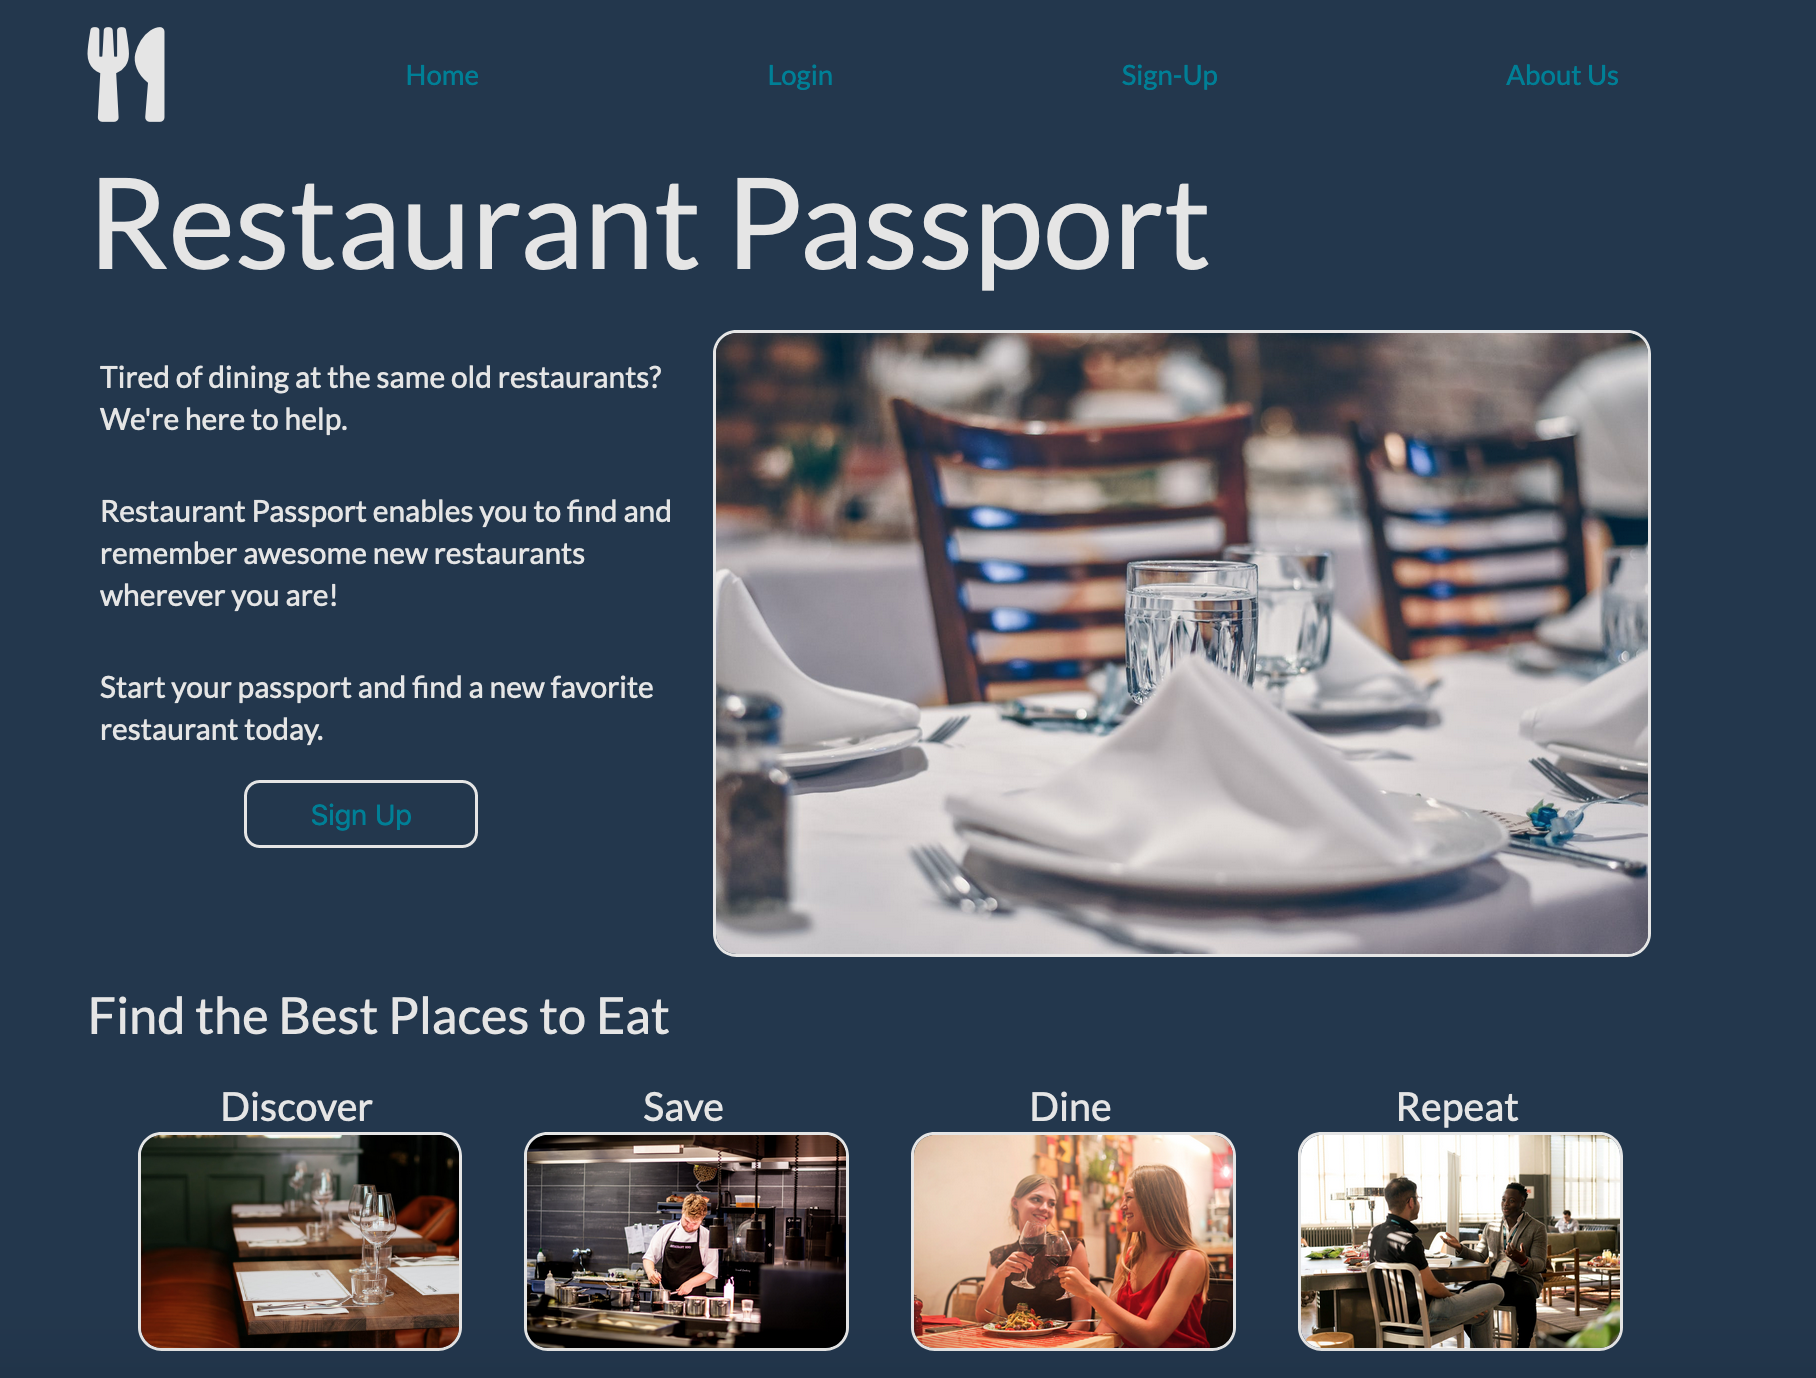 Home
Login
Sign-Up
About Us
Restaurant Passport
Tired of dining at the same old restaurants?
We're here to help.
Restaurant Passport enables you to find and
remember awesome new restaurants
wherever you are!
Start your passport and find a new favorite
restaurant today.
Sign Up
Find the Best Places to Eat
Discover
Save
Dine
Repeat